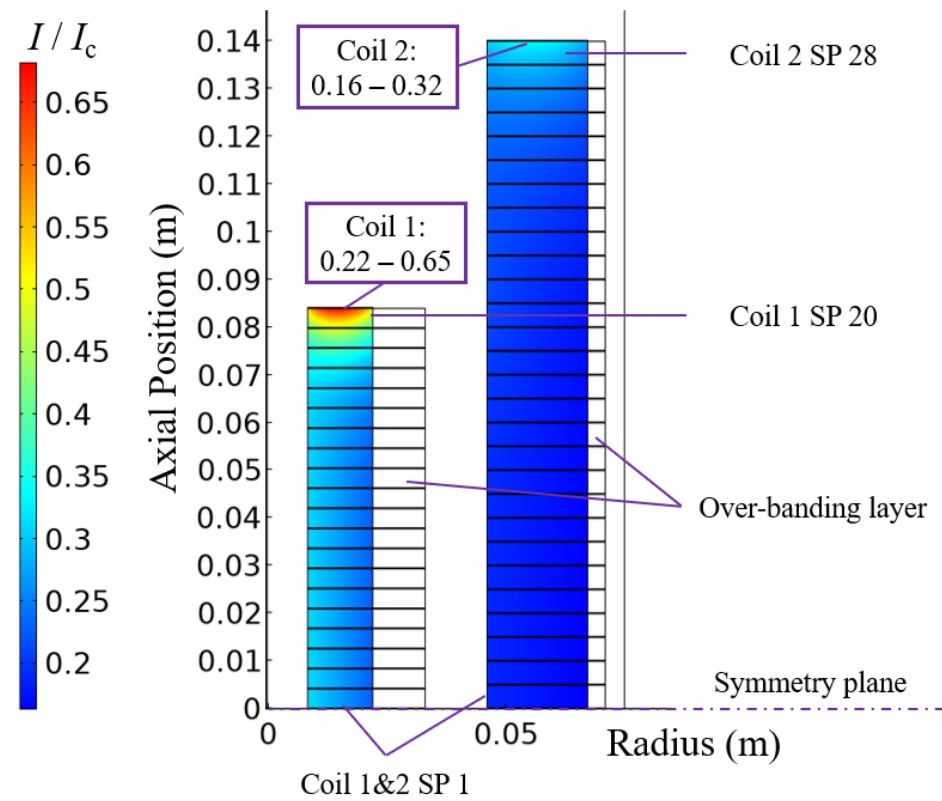 I / Ic
0.65
0.6
0.55
0.5
0.45
0.4
0.35
0.3
0.25
0.2
Axial Position (m)
0.14
0.13
0.12
0.11
0.1
0.09
0.08
0.07
0.06
0.05
0.04
0.03
0.02
0.01
0
Coil 2:
0.16 – 0.32
Coil 1:
0.22 – 0.65
Coil 2 SP 28
Coil 1 SP 20
Over-banding layer
Symmetry plane
0
0.05
Radius (m)
Coil 1&2 SP 1